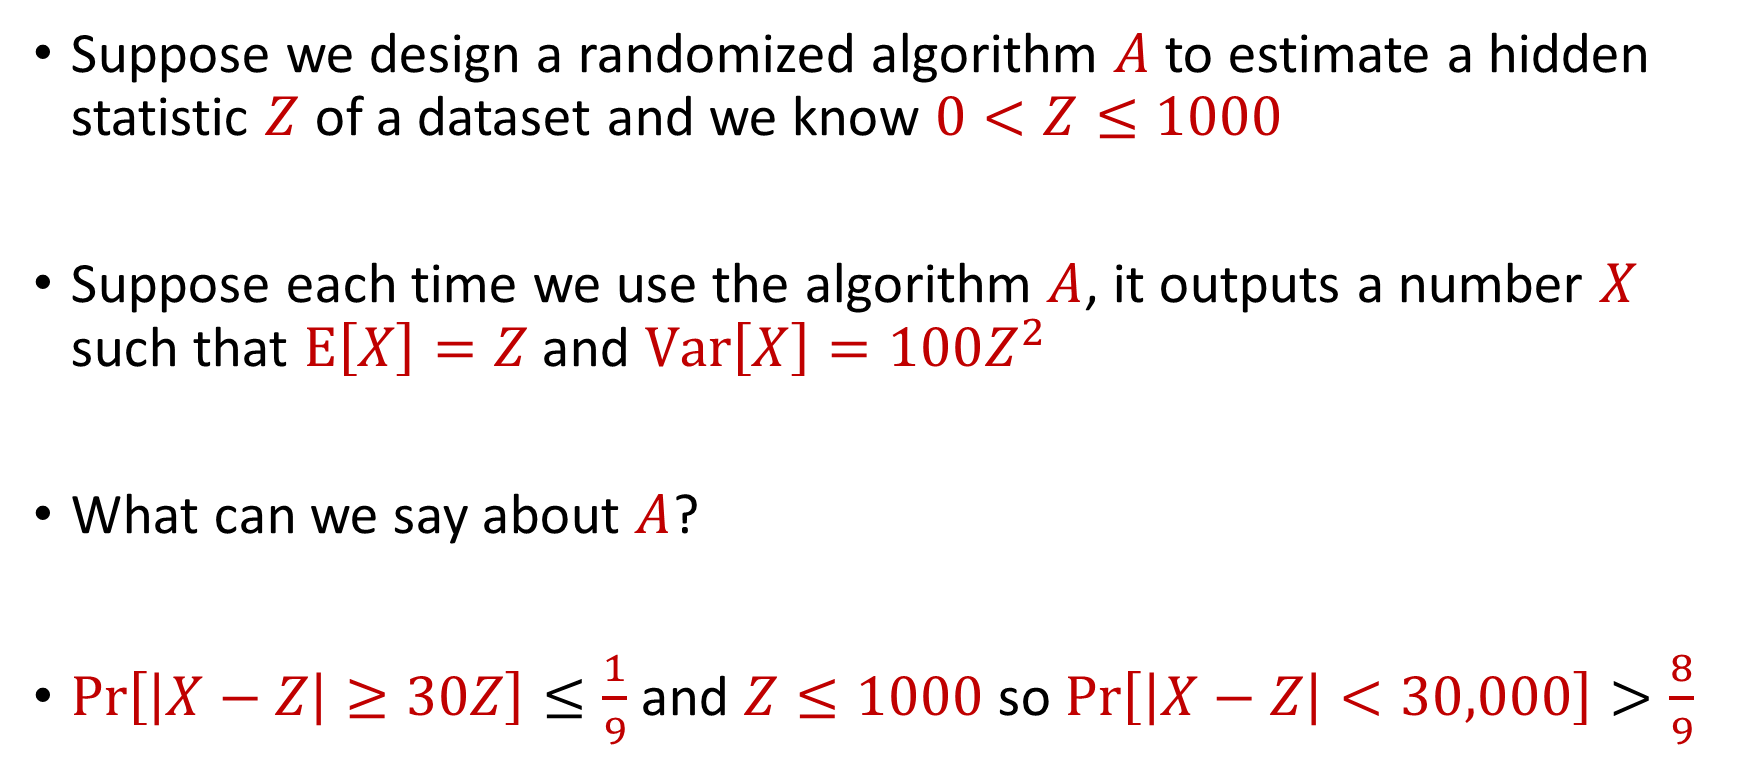 • Suppose we design a randomized algorithm A to estimate a hidden
statistic Z of a dataset and we know 0 < Z ≤ 1000
• Suppose each time we use the algorithm A, it outputs a number X
such that E[X] = Z and Var[X] = 100Z²
• What can we say about A?
• Pr[|X − Z| ≥ 30Z] ≤ 1/9 and Z ≤ 1000 so Pr[|X − Z| < 30,000] > 8/9